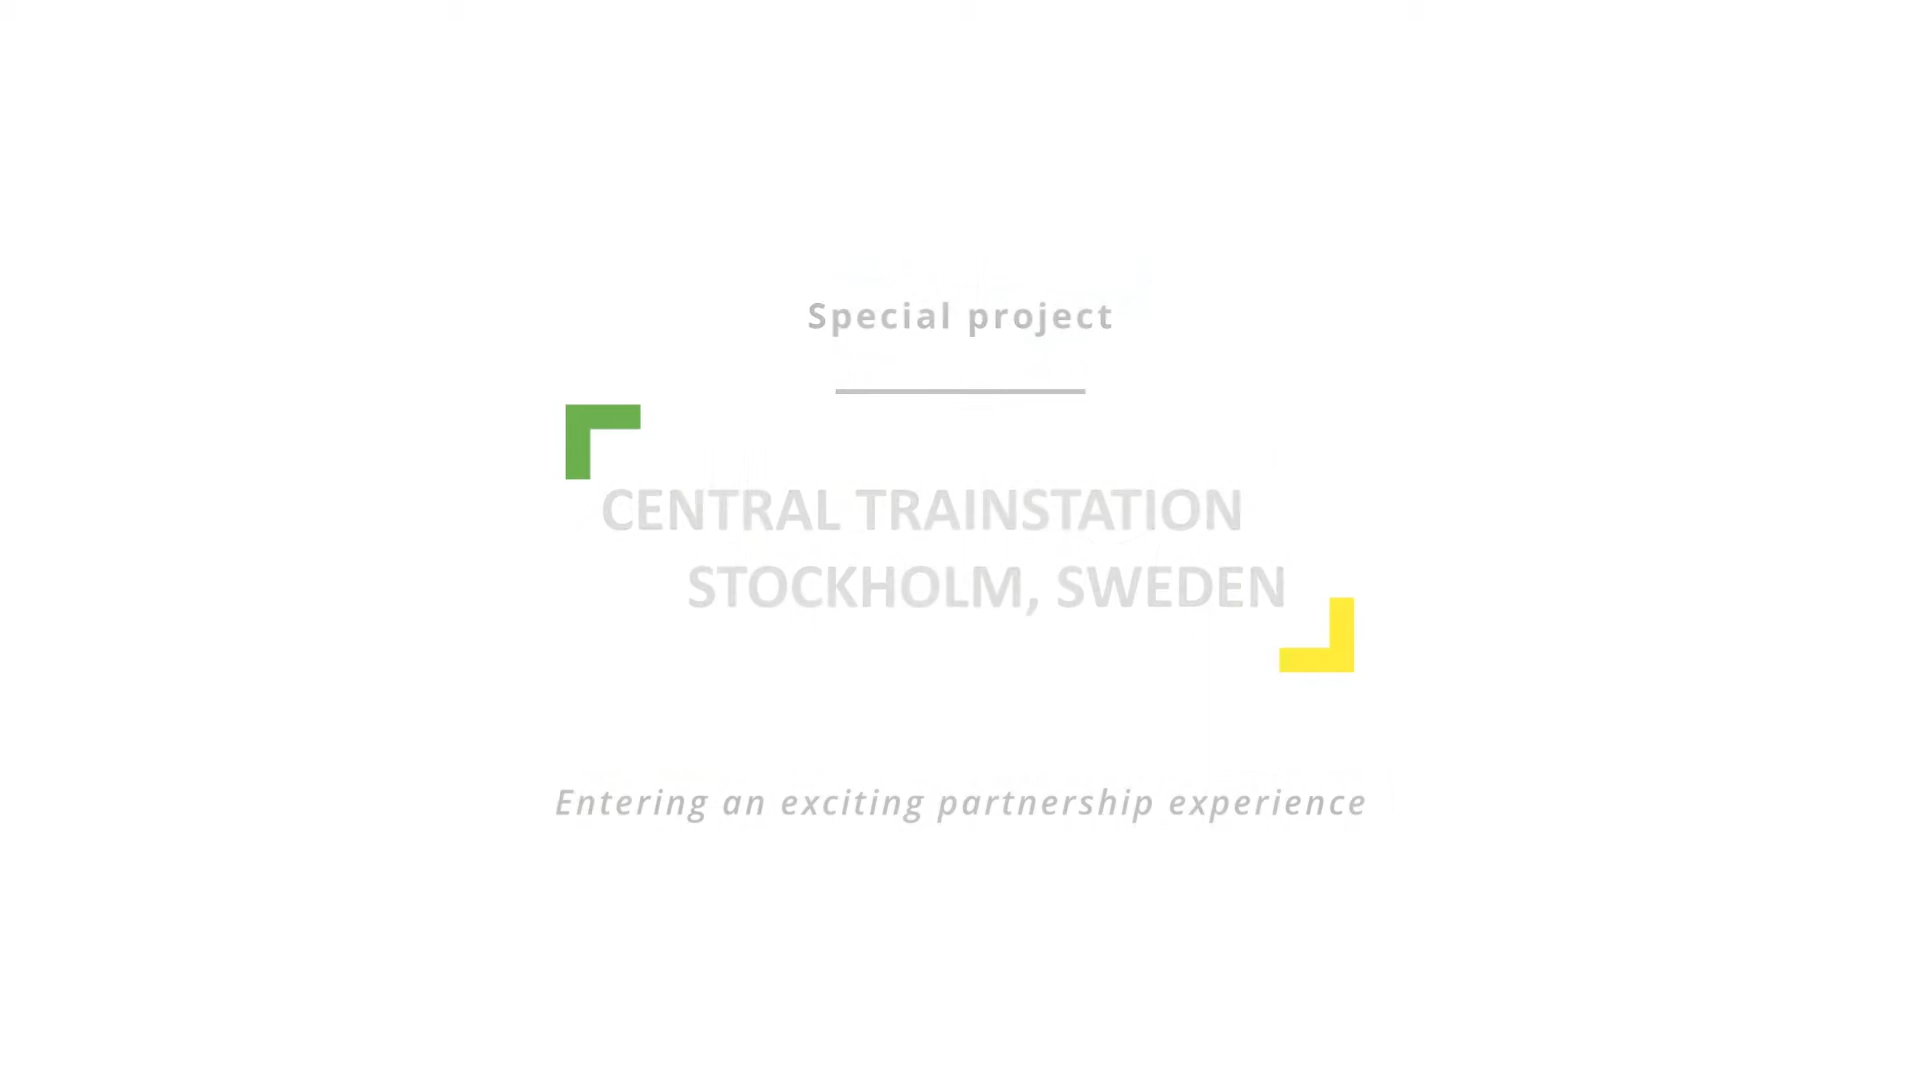 Special project
CENTRAL TRAINSTATION
STOCKHOLM, SWEDEN
Entering an exciting partnership experience